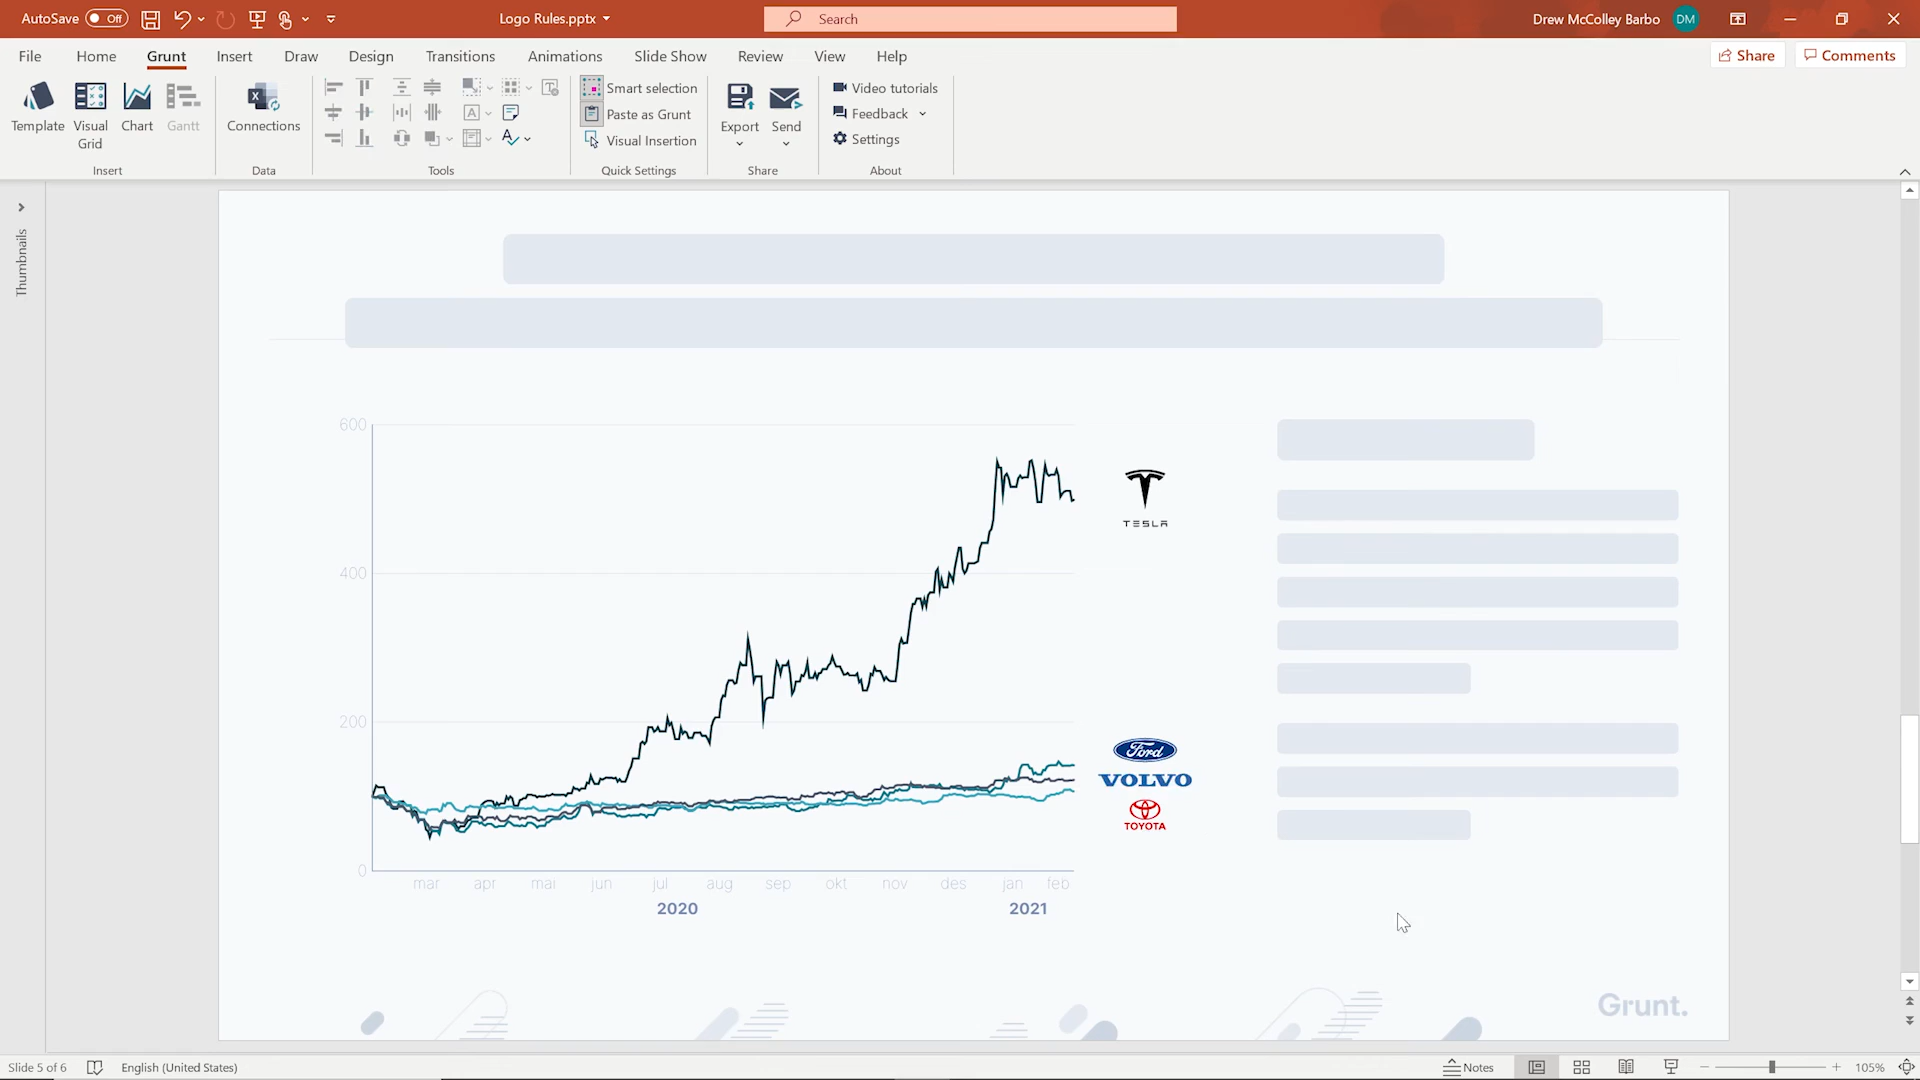 AutoSave Off
Logo Rules.pptx
Search
Drew McColley Barbo DM
File Home Grunt Insert Draw Design Transitions Animations Slide Show Review View Help
Share Comments
Template Visual Grid Chart Gantt
Insert
Connections
Data
Tools
Smart selection
Paste as Grunt
Visual Insertion
Quick Settings
Export Send
Share
Video tutorials
Feedback
Settings
About
Thumbnails
600
400
200
0
mar apr mai jun jul aug sep okt nov des jan feb
2020 2021
TESLA
Ford
VOLVO
TOYOTA
Grunt.
Slide 5 of 6
English (United States)
Notes
105%